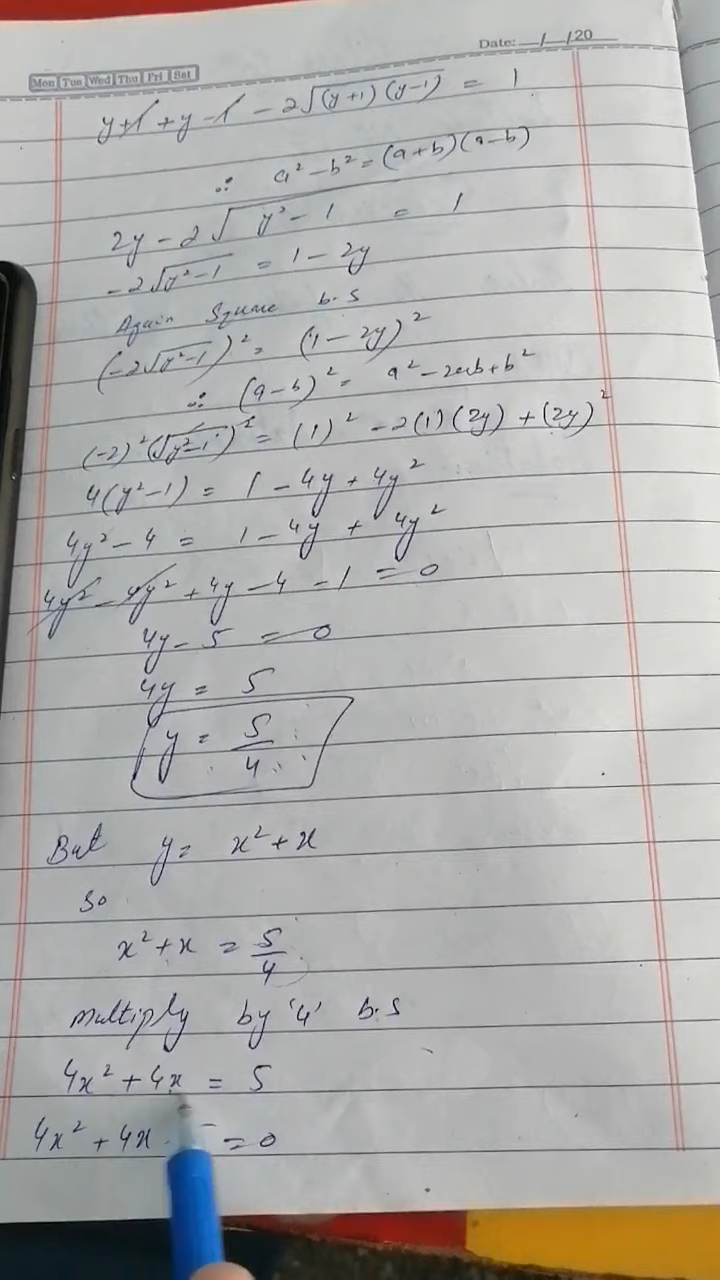 Date: __/__/20__
Mon Tue Wed Thu Fri Sat
y+1+y-1-2√(y+1)(y-1) = 1
∴ a²-b² = (a+b)(a-b)
2y-2√y²-1 = 1
-2√y²-1 = 1-2y
Again Square b.s
(-2√y²-1)² = (1-2y)²
∴ (a-b)² = a²-2ab+b²
(-2)²(√y²-1)² = (1)²-2(1)(2y)+(2y)²
4(y²-1) = 1-4y+4y²
4y²-4 = 1-4y+4y²
4y²-4y²+4y-4-1 = 0
4y-5 = 0
4y = 5
y = 5/4
But y = x²+x
So
x²+x = 5/4
multiply by '4' b.s
4x²+4x = 5
4x²+4x = 0